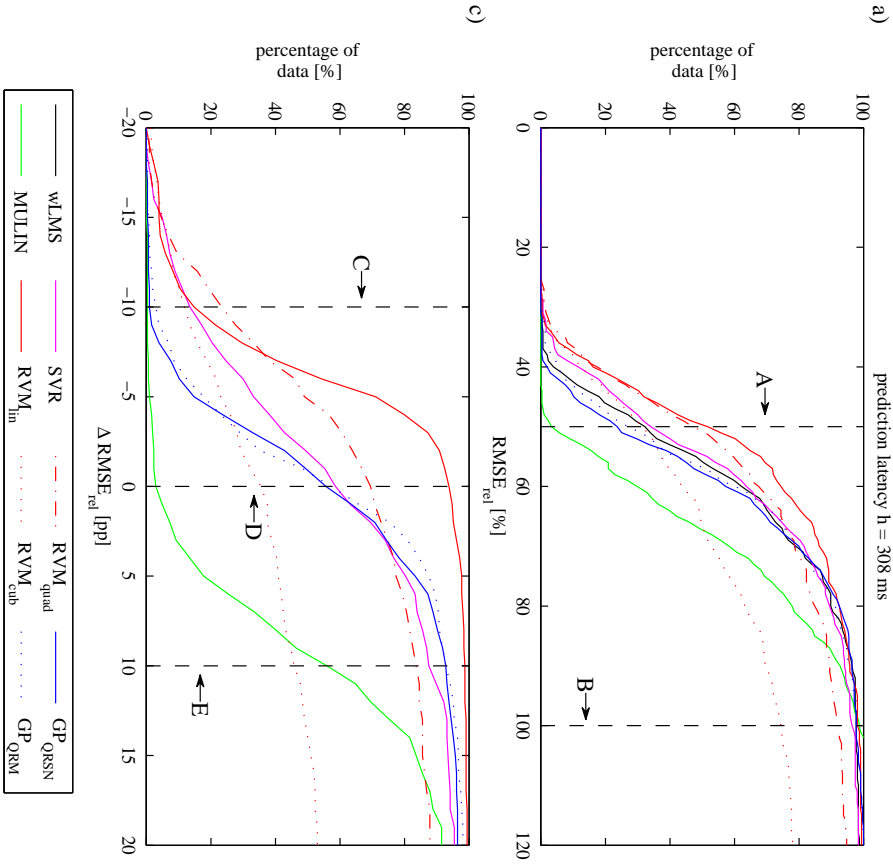 prediction latency h = 308 ms
a)
percentage of
data [%]
0
20
40
60
80
100
0
20
40
60
80
100
120
A
B
RMSE_rel [%]
c)
percentage of
data [%]
0
20
40
60
80
100
−20
−15
−10
−5
0
5
10
15
20
C
D
E
Δ RMSE_rel [pp]
wLMS SVR RVM_quad GP_QRSN
MULIN RVM_lin RVM_cub GP_QRM